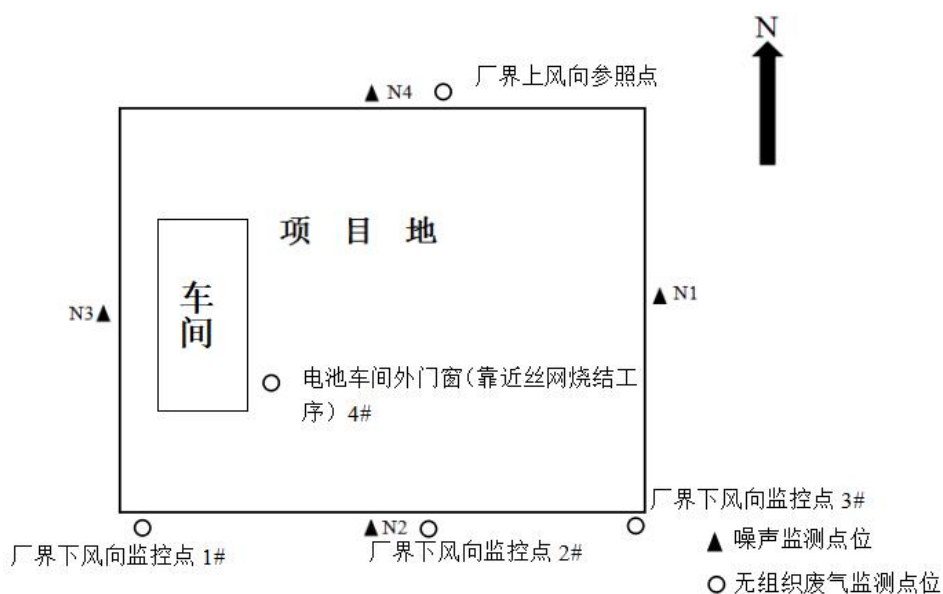 N
厂界上风向参照点
N4
项 目 地
车间
N3
N1
电池车间外门窗（靠近丝网烧结工
序）4#
厂界下风向监控点 3#
N2
厂界下风向监控点 1#
厂界下风向监控点 2#
噪声监测点位
无组织废气监测点位